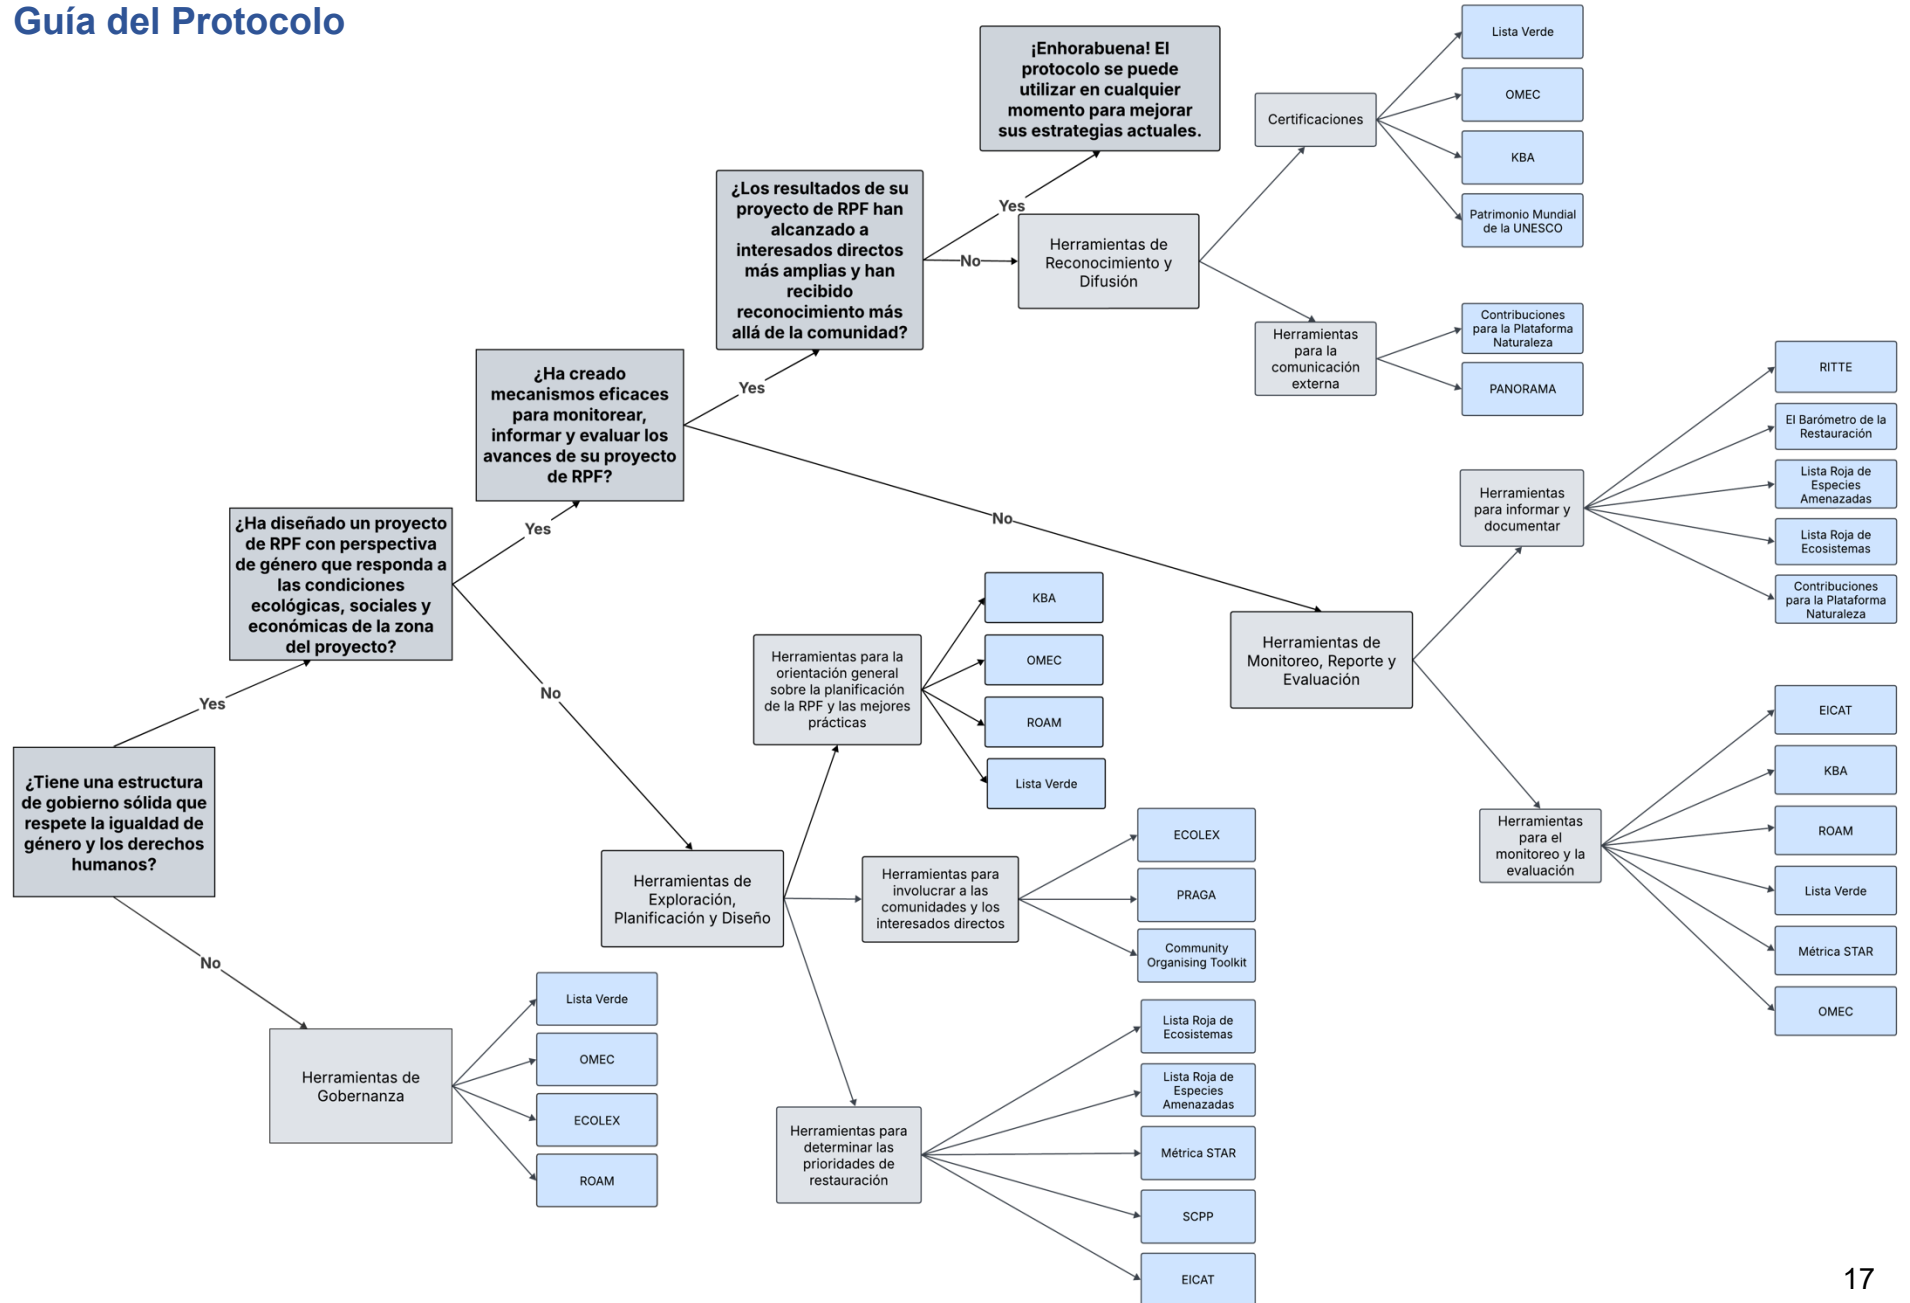 Guía del Protocolo
¡Enhorabuena! El
protocolo se puede
utilizar en cualquier
momento para mejorar
sus estrategias actuales.
¿Los resultados de su
proyecto de RPF han
alcanzado a
interesados directos
más amplias y han
recibido
reconocimiento más
allá de la comunidad?
Yes
No
Herramientas de
Reconocimiento y
Difusión
Certificaciones
Lista Verde
OMEC
KBA
Patrimonio Mundial
de la UNESCO
Herramientas
para la
comunicación
externa
Contribuciones
para la Plataforma
Naturaleza
PANORAMA
¿Ha creado
mecanismos eficaces
para monitorear,
informar y evaluar los
avances de su proyecto
de RPF?
Yes
No
Herramientas de
Monitoreo, Reporte y
Evaluación
Herramientas
para informar y
documentar
RITTE
El Barómetro de la
Restauración
Lista Roja de
Especies
Amenazadas
Lista Roja de
Ecosistemas
Contribuciones
para la Plataforma
Naturaleza
Herramientas
para el
monitoreo y la
evaluación
EICAT
KBA
ROAM
Lista Verde
Métrica STAR
OMEC
¿Ha diseñado un proyecto
de RPF con perspectiva
de género que responda a
las condiciones
ecológicas, sociales y
económicas de la zona
del proyecto?
Yes
No
Herramientas de
Exploración,
Planificación y Diseño
Herramientas para la
orientación general
sobre la planificación
de la RPF y las mejores
prácticas
KBA
OMEC
ROAM
Lista Verde
Herramientas para
involucrar a las
comunidades y los
interesados directos
ECOLEX
PRAGA
Community
Organising Toolkit
Herramientas para
determinar las
prioridades de
restauración
Lista Roja de
Ecosistemas
Lista Roja de
Especies
Amenazadas
Métrica STAR
SCPP
EICAT
¿Tiene una estructura
de gobierno sólida que
respete la igualdad de
género y los derechos
humanos?
Yes
No
Herramientas de
Gobernanza
Lista Verde
OMEC
ECOLEX
ROAM
17